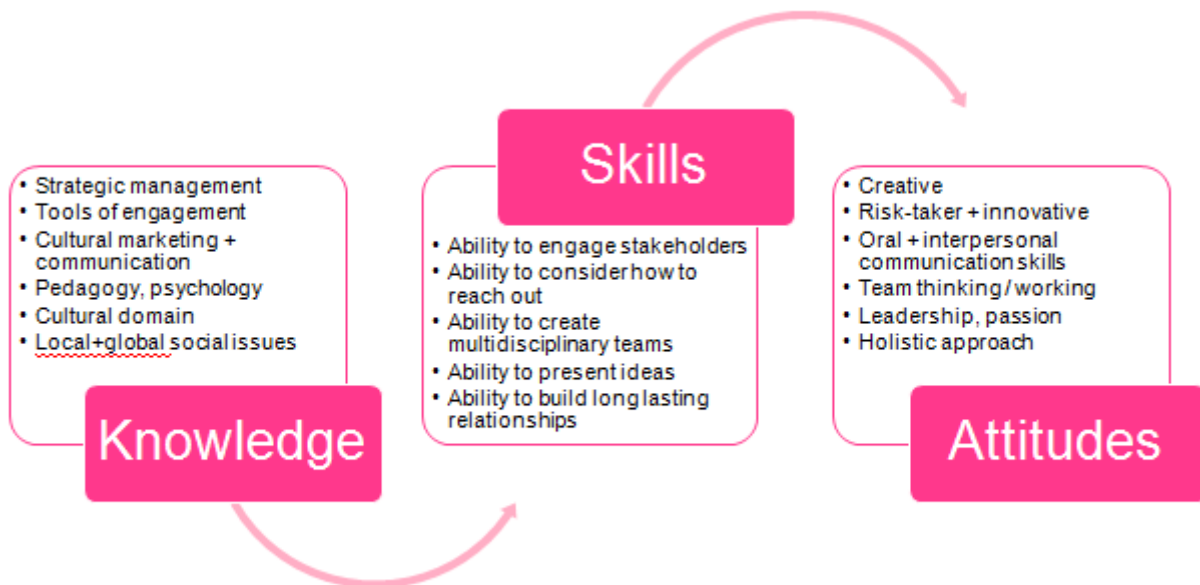 • Strategic management
• Tools of engagement
• Cultural marketing +
communication
• Pedagogy, psychology
• Cultural domain
• Local+global social issues
Knowledge
Skills
• Ability to engage stakeholders
• Ability to consider how to
reach out
• Ability to create
multidisciplinary teams
• Ability to present ideas
• Ability to build long lasting
relationships
• Creative
• Risk-taker + innovative
• Oral + interpersonal
communication skills
• Team thinking / working
• Leadership, passion
• Holistic approach
Attitudes